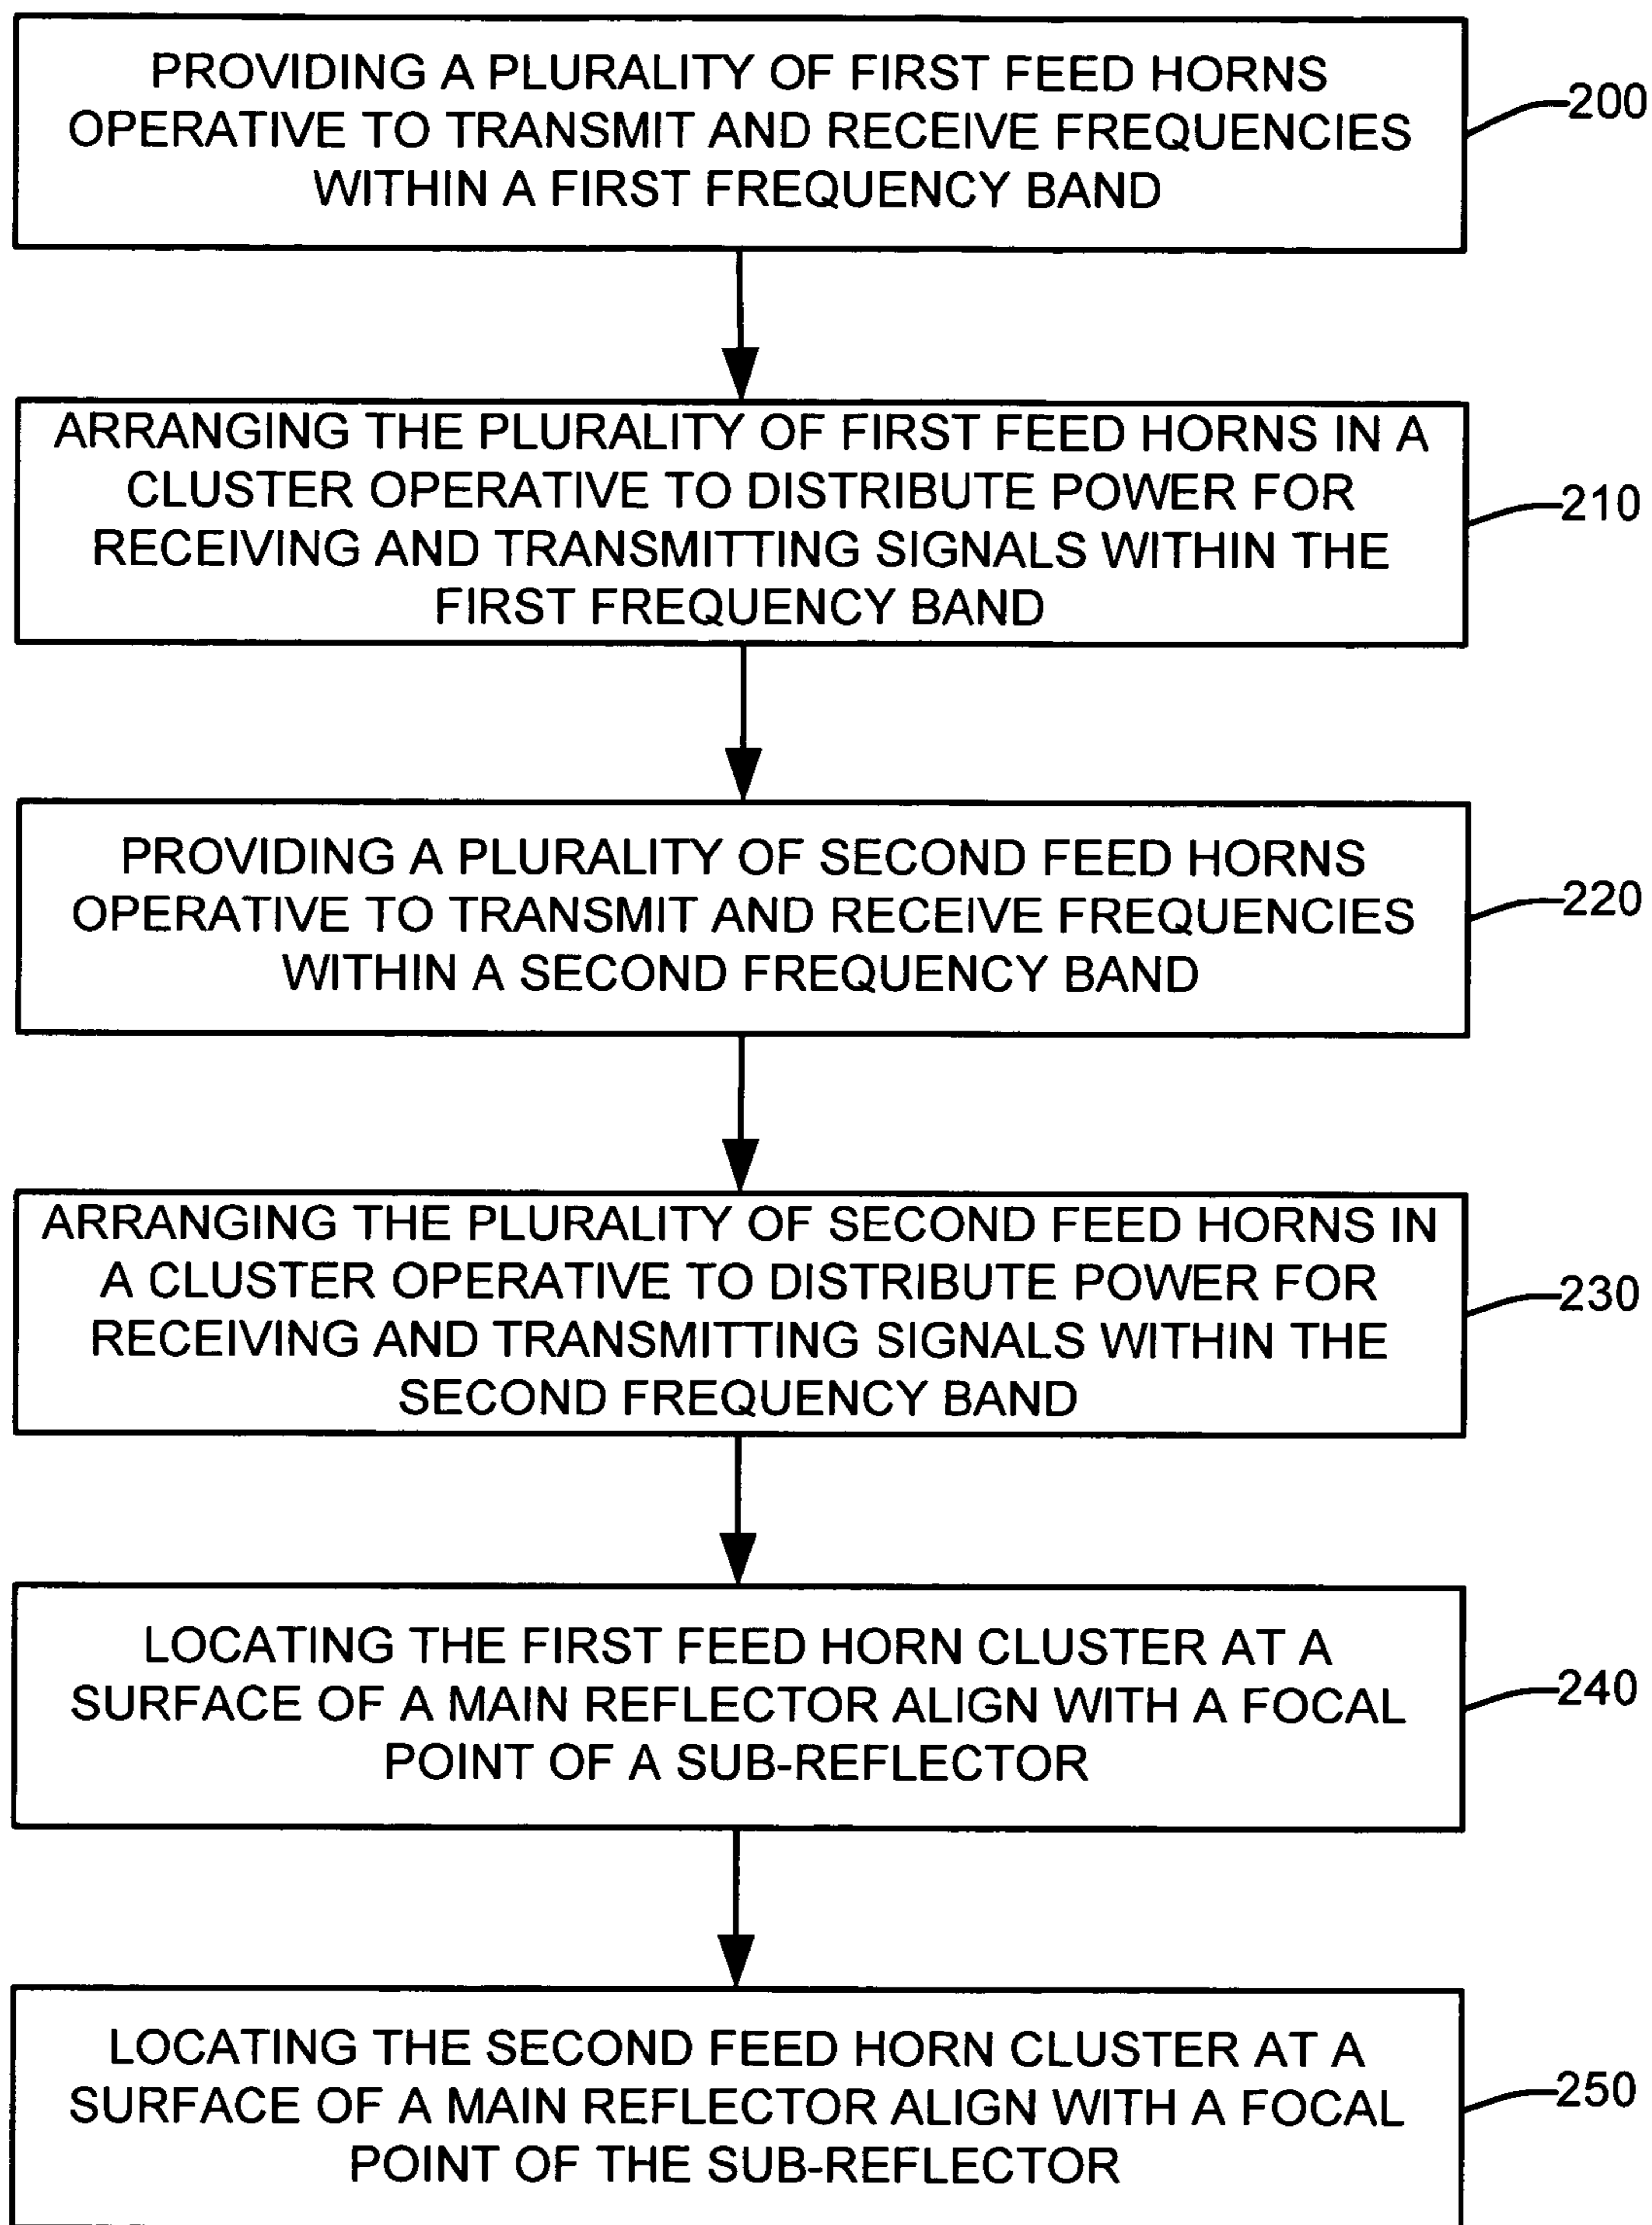 PROVIDING A PLURALITY OF FIRST FEED HORNS
OPERATIVE TO TRANSMIT AND RECEIVE FREQUENCIES
WITHIN A FIRST FREQUENCY BAND
200
ARRANGING THE PLURALITY OF FIRST FEED HORNS IN A
CLUSTER OPERATIVE TO DISTRIBUTE POWER FOR
RECEIVING AND TRANSMITTING SIGNALS WITHIN THE
FIRST FREQUENCY BAND
210
PROVIDING A PLURALITY OF SECOND FEED HORNS
OPERATIVE TO TRANSMIT AND RECEIVE FREQUENCIES
WITHIN A SECOND FREQUENCY BAND
220
ARRANGING THE PLURALITY OF SECOND FEED HORNS IN
A CLUSTER OPERATIVE TO DISTRIBUTE POWER FOR
RECEIVING AND TRANSMITTING SIGNALS WITHIN THE
SECOND FREQUENCY BAND
230
LOCATING THE FIRST FEED HORN CLUSTER AT A
SURFACE OF A MAIN REFLECTOR ALIGN WITH A FOCAL
POINT OF A SUB-REFLECTOR
240
LOCATING THE SECOND FEED HORN CLUSTER AT A
SURFACE OF A MAIN REFLECTOR ALIGN WITH A FOCAL
POINT OF THE SUB-REFLECTOR
250